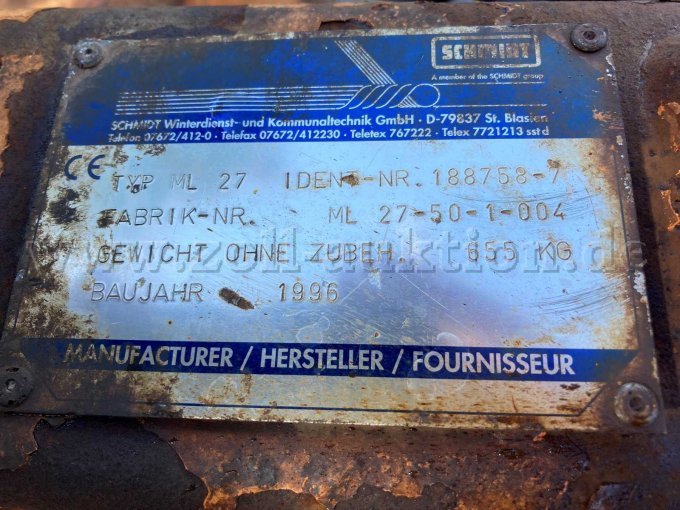 SCHMIDT
A member of the SCHMIDT group
SCHMIDT Winterdienst- und Kommunaltechnik GmbH · D-79837 St. Blasien
Telefon 07672/412-0 · Telefax 07672/412230 · Teletex 767222 · Telex 7721213 sst d
CE TYP ML 27 IDENT-NR. 188758-7
FABRIK-NR. ML 27-50-1-004
GEWICHT OHNE ZUBEH. 655 KG
www.zoll-auktion.de
BAUJAHR 1996
MANUFACTURER / HERSTELLER / FOURNISSEUR